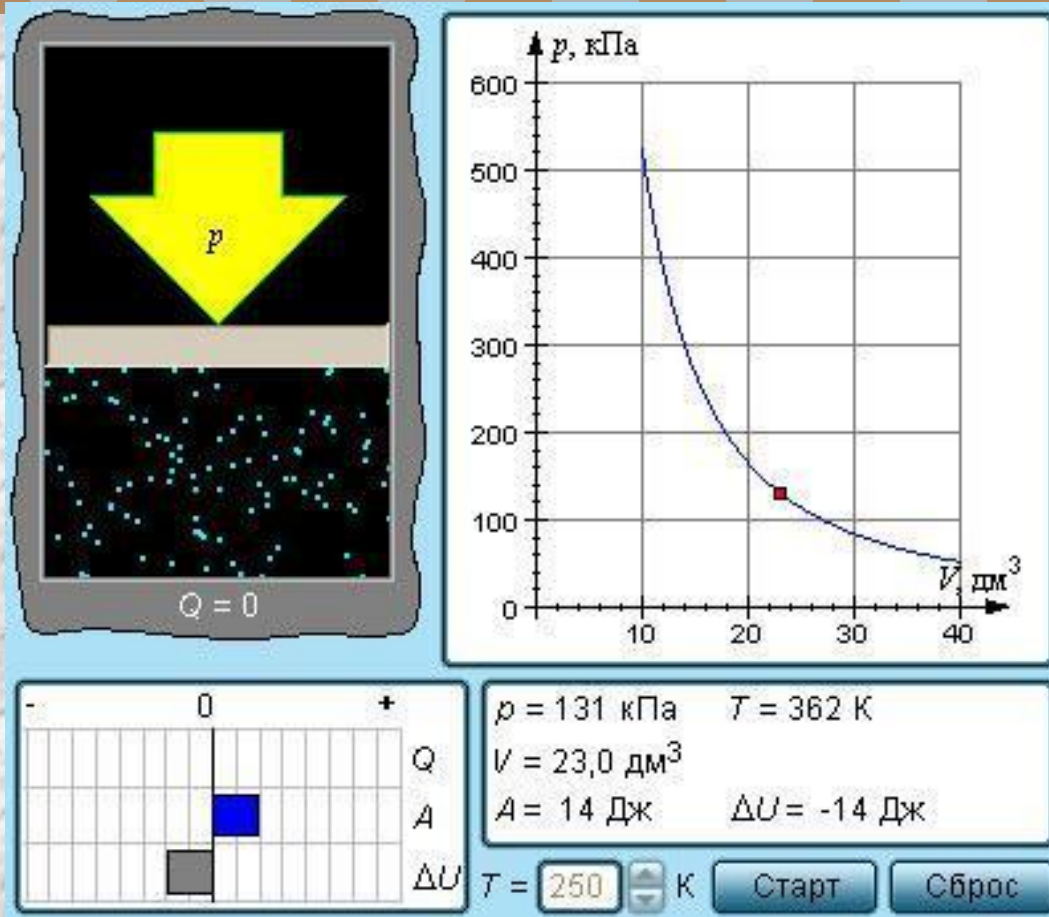 p
Q = 0
p, кПа
600
500
400
300
200
100
0
10 20 30 40
V, дм³
- 0 +
Q
A
ΔU
p = 131 кПа T = 362 К
V = 23,0 дм³
A = 14 Дж ΔU = -14 Дж
T = 250 К Старт Сброс